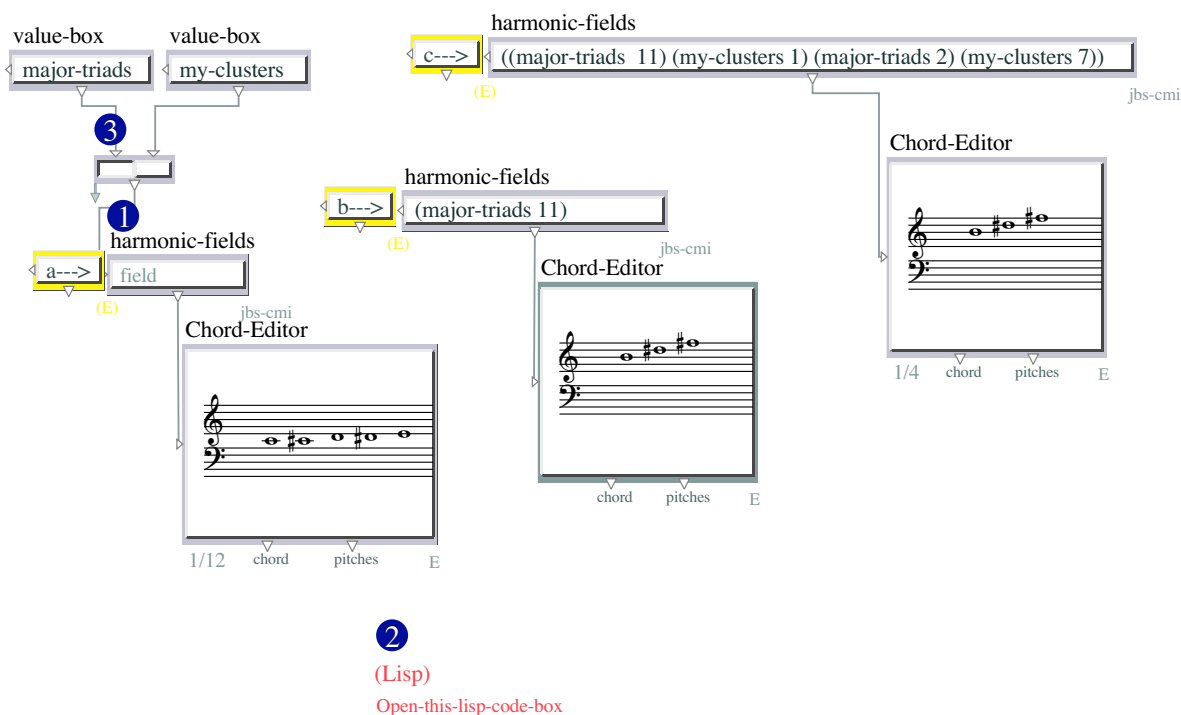 value-box
value-box
major-triads
my-clusters
3
1
harmonic-fields
a--->
field
(E)
jbs-cmi
Chord-Editor
1/12
chord
pitches
E
harmonic-fields
b--->
(major-triads 11)
(E)
jbs-cmi
Chord-Editor
chord
pitches
E
harmonic-fields
c--->
((major-triads  11) (my-clusters 1) (major-triads 2) (my-clusters 7))
(E)
jbs-cmi
Chord-Editor
1/4
chord
pitches
E
2
(Lisp)
Open-this-lisp-code-box